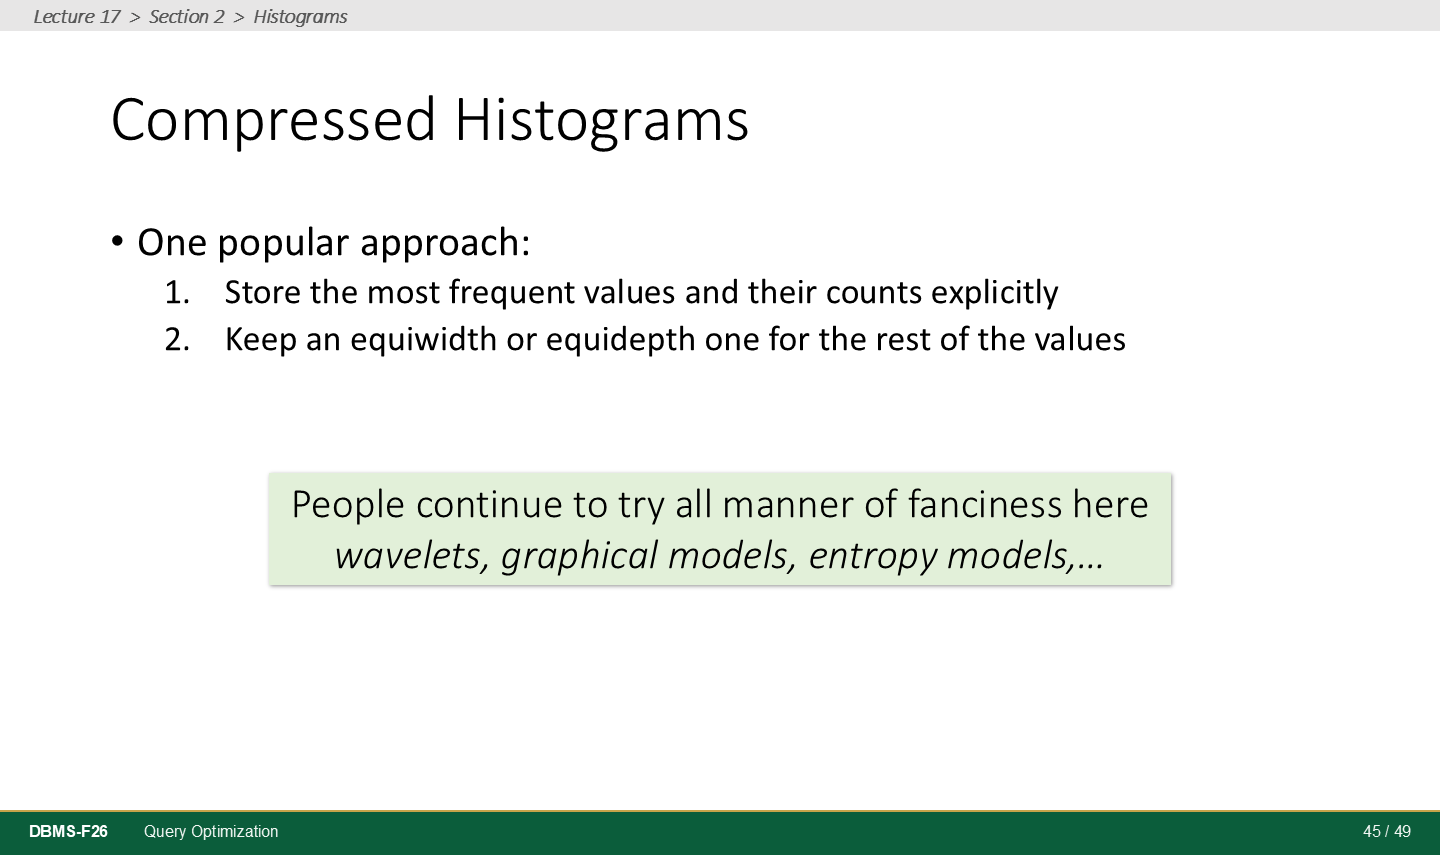 Lecture 17 > Section 2 > Histograms
Compressed Histograms
• One popular approach:
1. Store the most frequent values and their counts explicitly
2. Keep an equiwidth or equidepth one for the rest of the values
People continue to try all manner of fanciness here
wavelets, graphical models, entropy models,...
DBMS-F26 Query Optimization 45 / 49